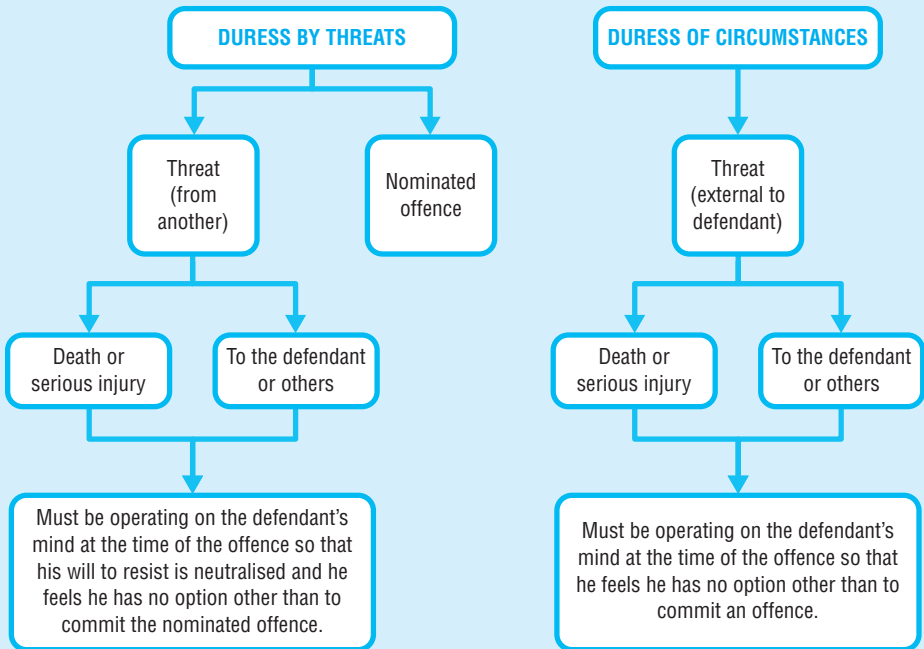 DURESS BY THREATS
Threat
(from
another)
Nominated
offence
Death or
serious injury
To the defendant
or others
Must be operating on the defendant’s
mind at the time of the offence so that
his will to resist is neutralised and he
feels he has no option other than to
commit the nominated offence.
DURESS OF CIRCUMSTANCES
Threat
(external to
defendant)
Death or
serious injury
To the defendant
or others
Must be operating on the defendant’s
mind at the time of the offence so that
he feels he has no option other than to
commit an offence.